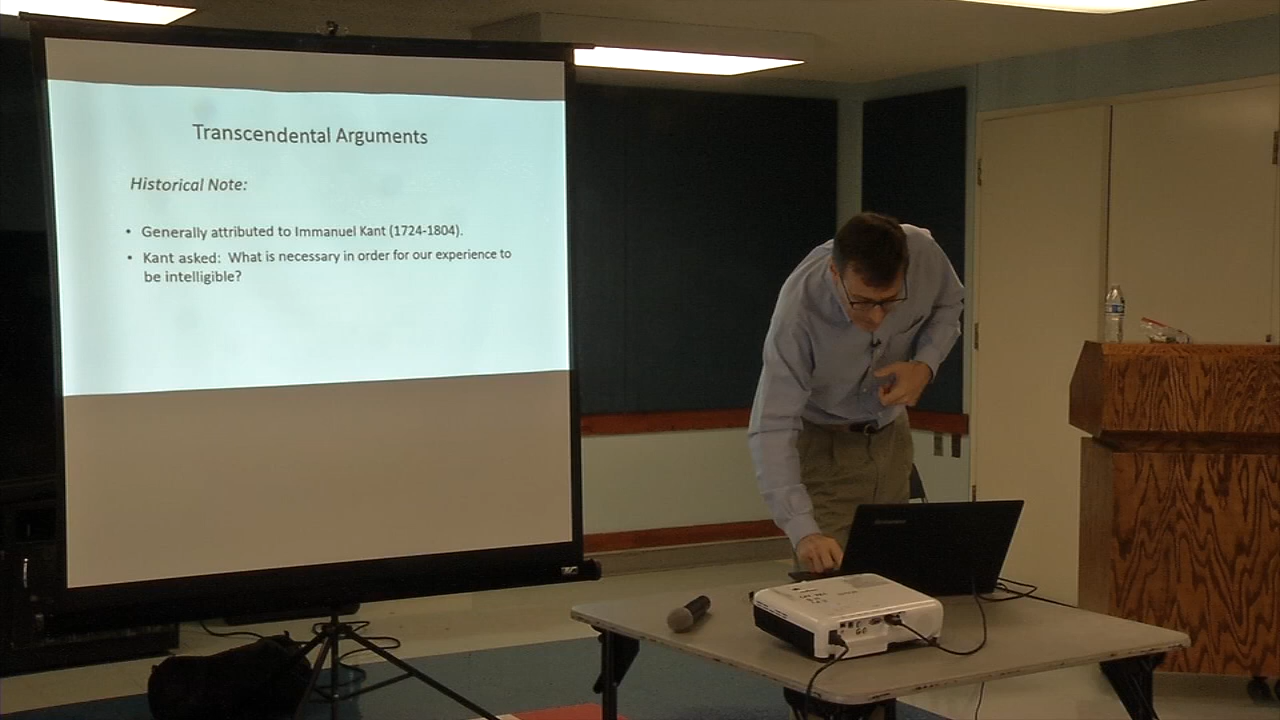 Transcendental Arguments
Historical Note:
• Generally attributed to Immanuel Kant (1724-1804).
• Kant asked: What is necessary in order for our experience to
be intelligible?
lenovo